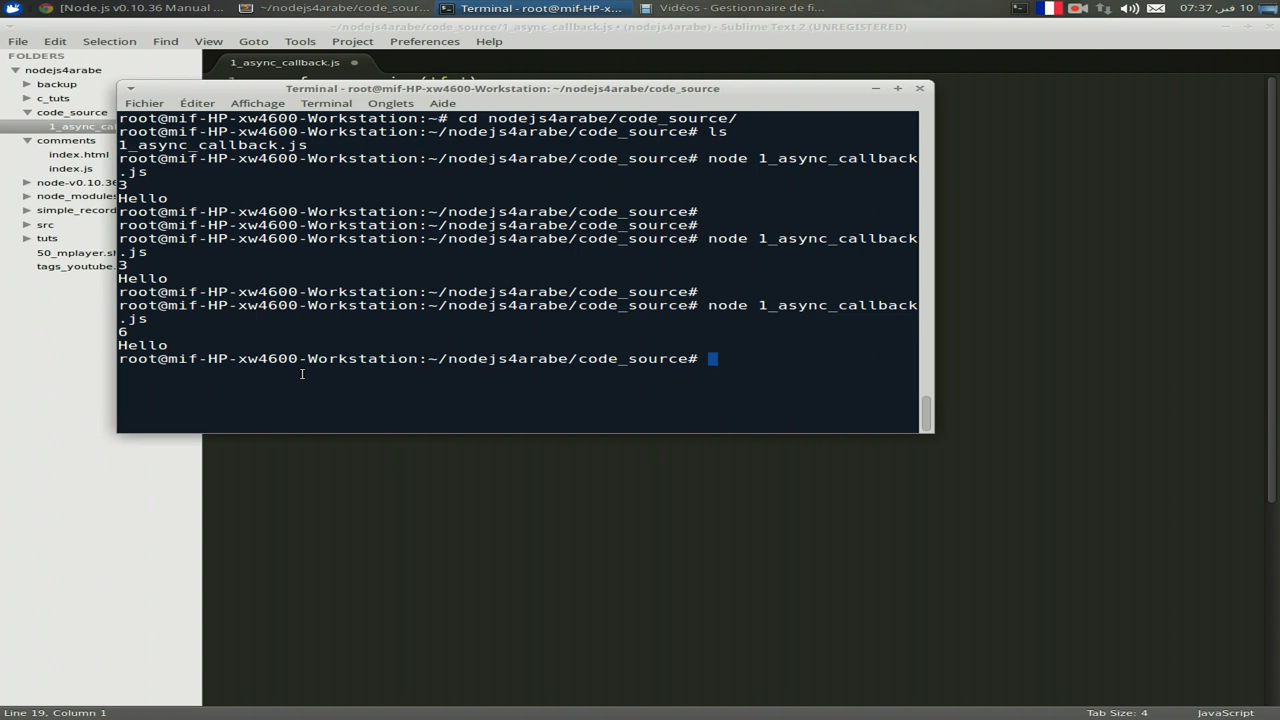 [Node.js v0.10.36 Manual ...
~/nodejs4arabe/code_sour...
Terminal - root@mif-HP-x...
Vidéos - Gestionnaire de fi...
07:37 ,فبر 10
~/nodejs4arabe/code_source/1_async_callback.js • (nodejs4arabe) - Sublime Text 2 (UNREGISTERED)
File Edit Selection Find View Goto Tools Project Preferences Help
FOLDERS
nodejs4arabe
backup
c_tuts
code_source
1_async_cal
comments
index.html
index.js
node-v0.10.36
node_modules
simple_record
src
tuts
50_mplayer.sh
tags_youtube.
1_async_callback.js
Terminal - root@mif-HP-xw4600-Workstation: ~/nodejs4arabe/code_source
Fichier Éditer Affichage Terminal Onglets Aide
root@mif-HP-xw4600-Workstation:~# cd nodejs4arabe/code_source/
root@mif-HP-xw4600-Workstation:~/nodejs4arabe/code_source# ls
1_async_callback.js
root@mif-HP-xw4600-Workstation:~/nodejs4arabe/code_source# node 1_async_callback
.js
3
Hello
root@mif-HP-xw4600-Workstation:~/nodejs4arabe/code_source#
root@mif-HP-xw4600-Workstation:~/nodejs4arabe/code_source#
root@mif-HP-xw4600-Workstation:~/nodejs4arabe/code_source# node 1_async_callback
.js
3
Hello
root@mif-HP-xw4600-Workstation:~/nodejs4arabe/code_source#
root@mif-HP-xw4600-Workstation:~/nodejs4arabe/code_source# node 1_async_callback
.js
6
Hello
root@mif-HP-xw4600-Workstation:~/nodejs4arabe/code_source#
Line 19, Column 1
Tab Size: 4
JavaScript